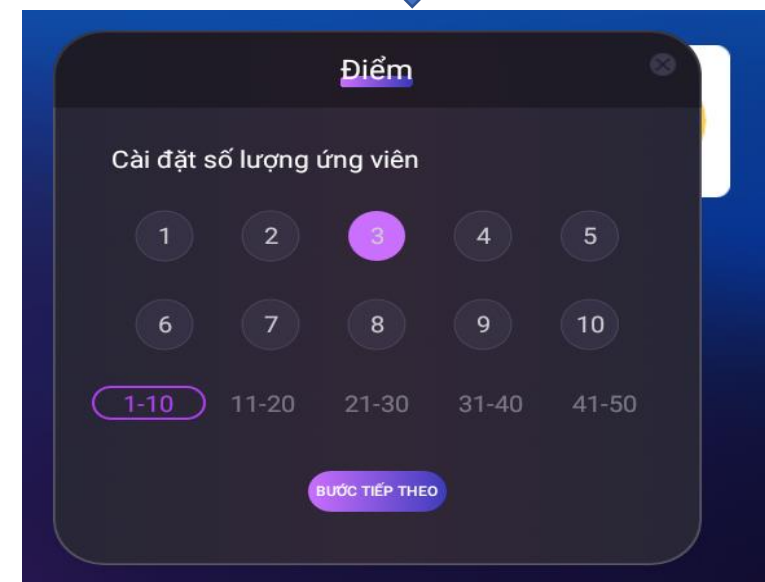 Điểm
Cài đặt số lượng ứng viên
1 2 3 4 5
6 7 8 9 10
1-10 11-20 21-30 31-40 41-50
BƯỚC TIẾP THEO